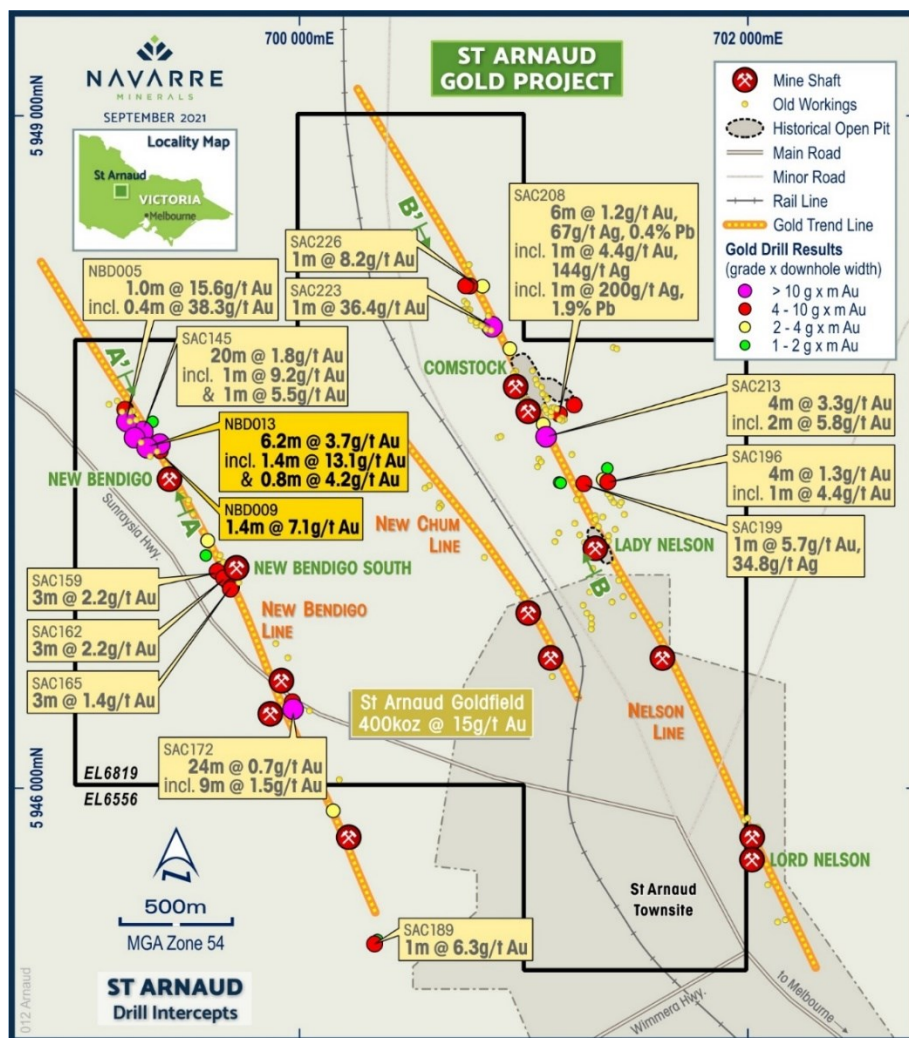 700 000mE
702 000mE
5 949 000mN
5 946 000mN
NAVARRE
MINERALS
SEPTEMBER 2021
Locality Map
St Arnaud
VICTORIA
Melbourne
ST ARNAUD
GOLD PROJECT
Mine Shaft
Old Workings
Historical Open Pit
Main Road
Minor Road
Rail Line
Gold Trend Line
Gold Drill Results
(grade x downhole width)
> 10 g x m Au
4 - 10 g x m Au
2 - 4 g x m Au
1 - 2 g x m Au
B'
SAC208
6m @ 1.2g/t Au,
67g/t Ag, 0.4% Pb
incl. 1m @ 4.4g/t Au,
144g/t Ag
incl. 1m @ 200g/t Ag,
1.9% Pb
SAC226
1m @ 8.2g/t Au
SAC223
1m @ 36.4g/t Au
NBD005
1.0m @ 15.6g/t Au
incl. 0.4m @ 38.3g/t Au
SAC145
20m @ 1.8g/t Au
incl. 1m @ 9.2g/t Au
& 1m @ 5.5g/t Au
A'
COMSTOCK
SAC213
4m @ 3.3g/t Au
incl. 2m @ 5.8g/t Au
NBD013
6.2m @ 3.7g/t Au
incl. 1.4m @ 13.1g/t Au
& 0.8m @ 4.2g/t Au
NBD009
1.4m @ 7.1g/t Au
SAC196
4m @ 1.3g/t Au
incl. 1m @ 4.4g/t Au
SAC199
1m @ 5.7g/t Au,
34.8g/t Ag
NEW BENDIGO
A
Sunraysia Hwy.
NEW CHUM
LINE
LADY NELSON
B
NEW BENDIGO SOUTH
SAC159
3m @ 2.2g/t Au
SAC162
3m @ 2.2g/t Au
SAC165
3m @ 1.4g/t Au
NEW BENDIGO
LINE
St Arnaud Goldfield
400koz @ 15g/t Au
NELSON
LINE
SAC172
24m @ 0.7g/t Au
incl. 9m @ 1.5g/t Au
EL6819
EL6556
LORD NELSON
500m
MGA Zone 54
St Arnaud
Townsite
SAC189
1m @ 6.3g/t Au
ST ARNAUD
Drill Intercepts
Wimmera Hwy.
to Melbourne
012 Arnaud